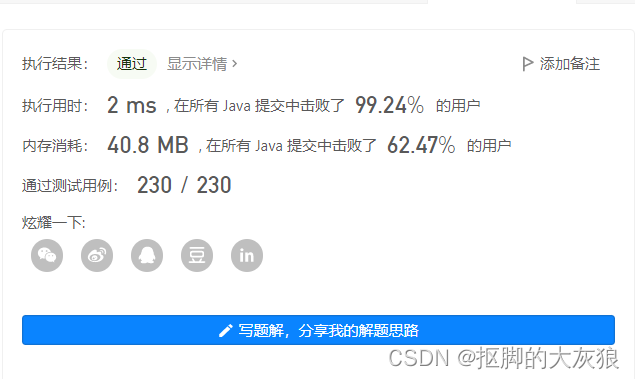 执行结果： 通过 显示详情 > 添加备注
执行用时： 2 ms , 在所有 Java 提交中击败了 99.24% 的用户
内存消耗： 40.8 MB , 在所有 Java 提交中击败了 62.47% 的用户
通过测试用例： 230 / 230
炫耀一下:
写题解，分享我的解题思路
CSDN @抠脚的大灰狼